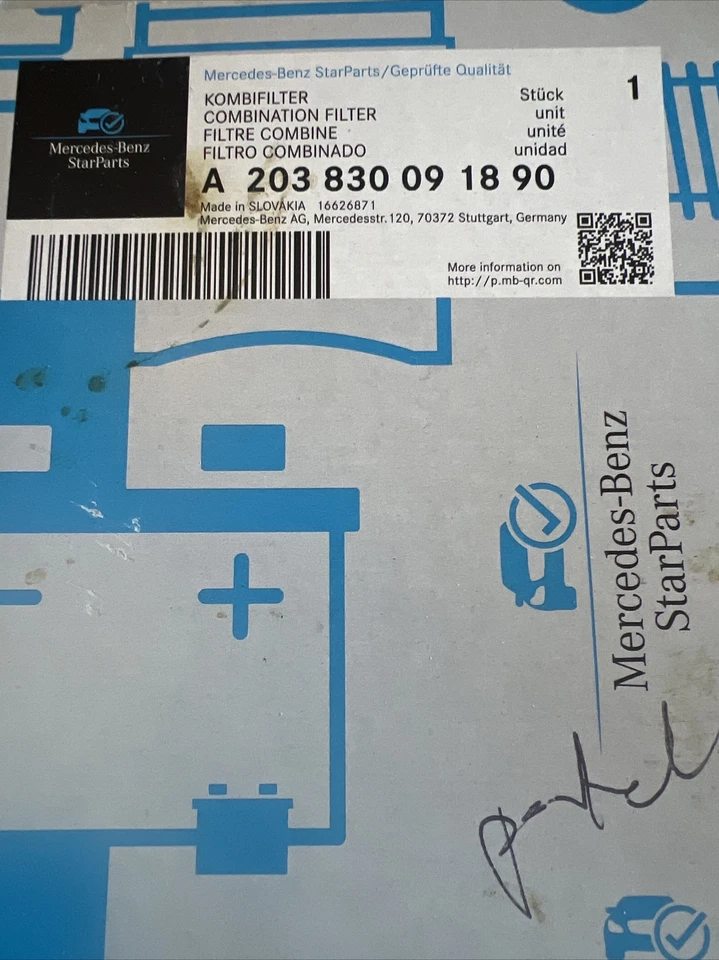 Mercedes-Benz StarParts/Geprüfte Qualität
KOMBIFILTER Stück 1
COMBINATION FILTER unit
FILTRE COMBINE unité
FILTRO COMBINADO unidad
A 203 830 09 18 90
Made in SLOVAKIA 16626871
Mercedes-Benz AG, Mercedesstr. 120, 70372 Stuttgart, Germany
More information on
http://p.mb-qr.com
Mercedes-Benz
StarParts
Mercedes-Benz
StarParts